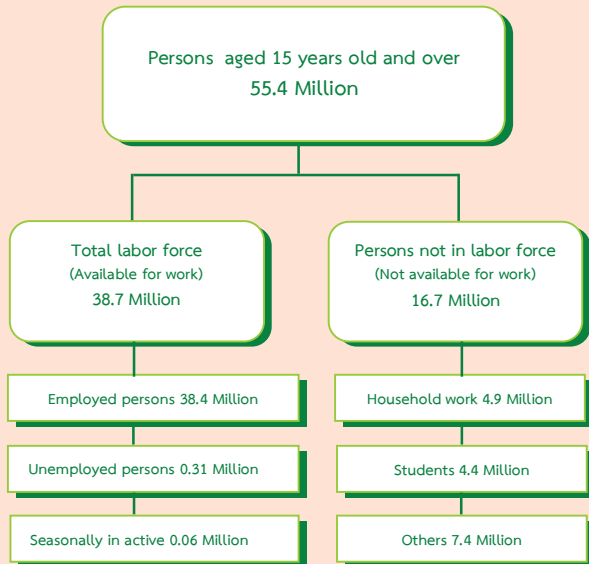 Persons aged 15 years old and over
55.4 Million
Total labor force
(Available for work)
38.7 Million
Persons not in labor force
(Not available for work)
16.7 Million
Employed persons 38.4 Million
Household work 4.9 Million
Unemployed persons 0.31 Million
Students 4.4 Million
Seasonally in active 0.06 Million
Others 7.4 Million